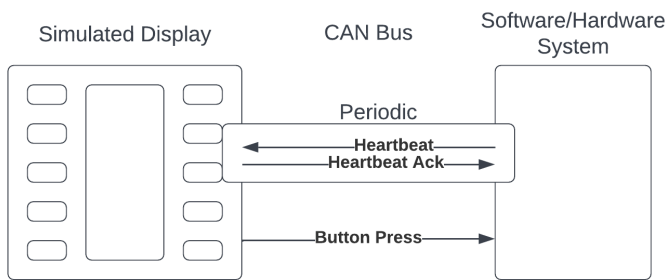 Simulated Display
CAN Bus
Software/Hardware
System
Periodic
Heartbeat
Heartbeat Ack
Button Press